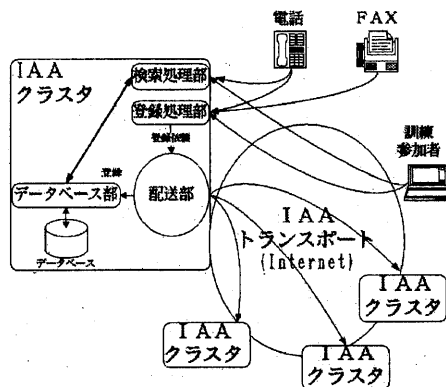 電話
FAX
IAA
クラスタ
検索処理部
登録処理部
登録依頼
登録
データベース部
配送部
データベース
訓練
参加者
IAA
トランスポート
(Internet)
IAA
クラスタ
IAA
クラスタ
IAA
クラスタ